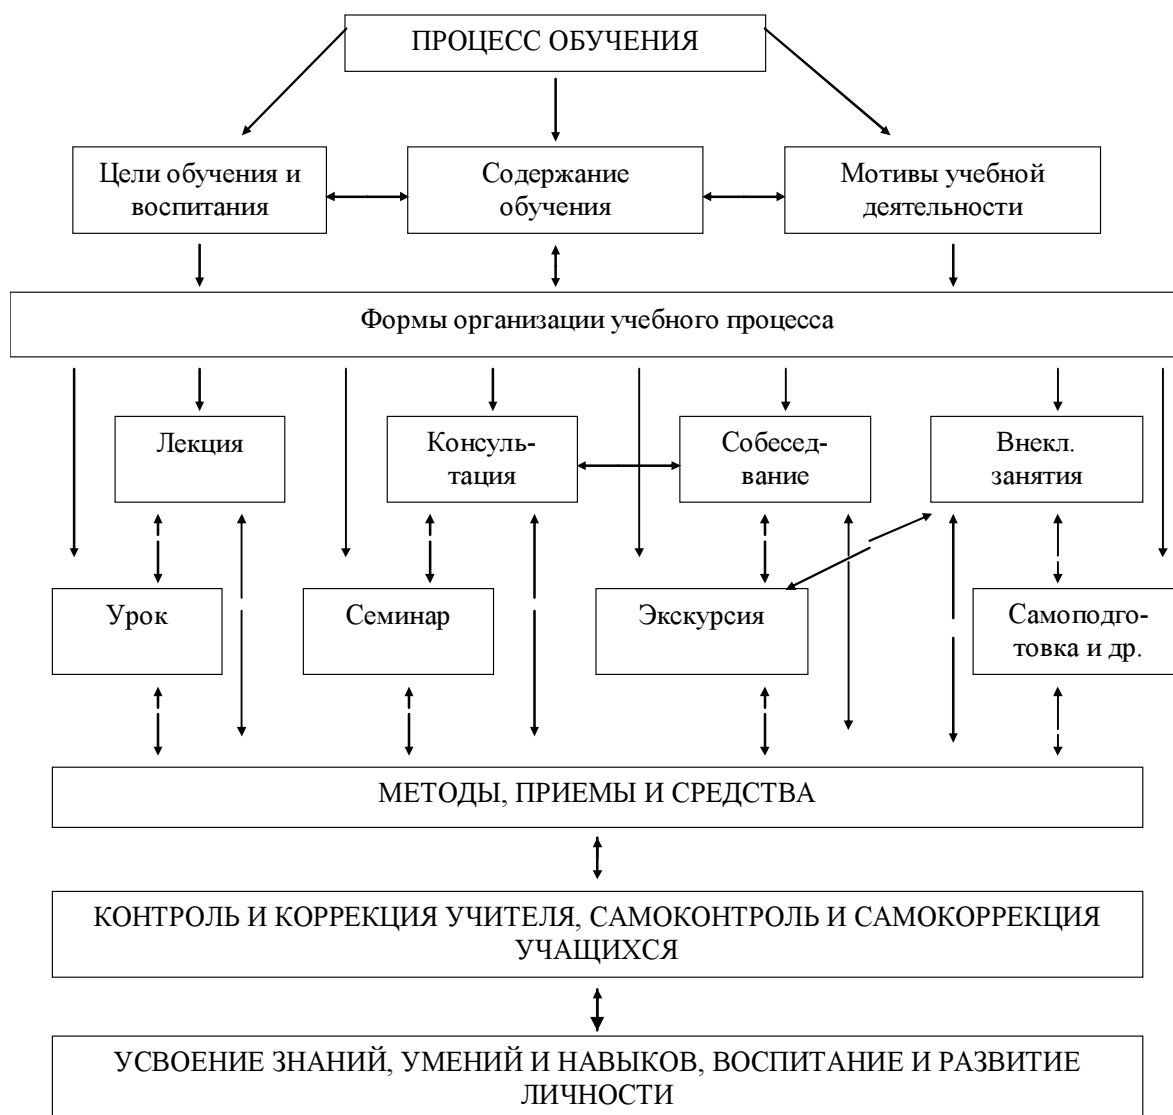 ПРОЦЕСС ОБУЧЕНИЯ
Цели обучения и
воспитания
Содержание
обучения
Мотивы учебной
деятельности
Формы организации учебного процесса
Лекция
Консуль-
тация
Собесед-
вание
Внекл.
занятия
Урок
Семинар
Экскурсия
Самоподго-
товка и др.
МЕТОДЫ, ПРИЕМЫ И СРЕДСТВА
КОНТРОЛЬ И КОРРЕКЦИЯ УЧИТЕЛЯ, САМОКОНТРОЛЬ И САМОКОРРЕКЦИЯ
УЧАЩИХСЯ
УСВОЕНИЕ ЗНАНИЙ, УМЕНИЙ И НАВЫКОВ, ВОСПИТАНИЕ И РАЗВИТИЕ
ЛИЧНОСТИ